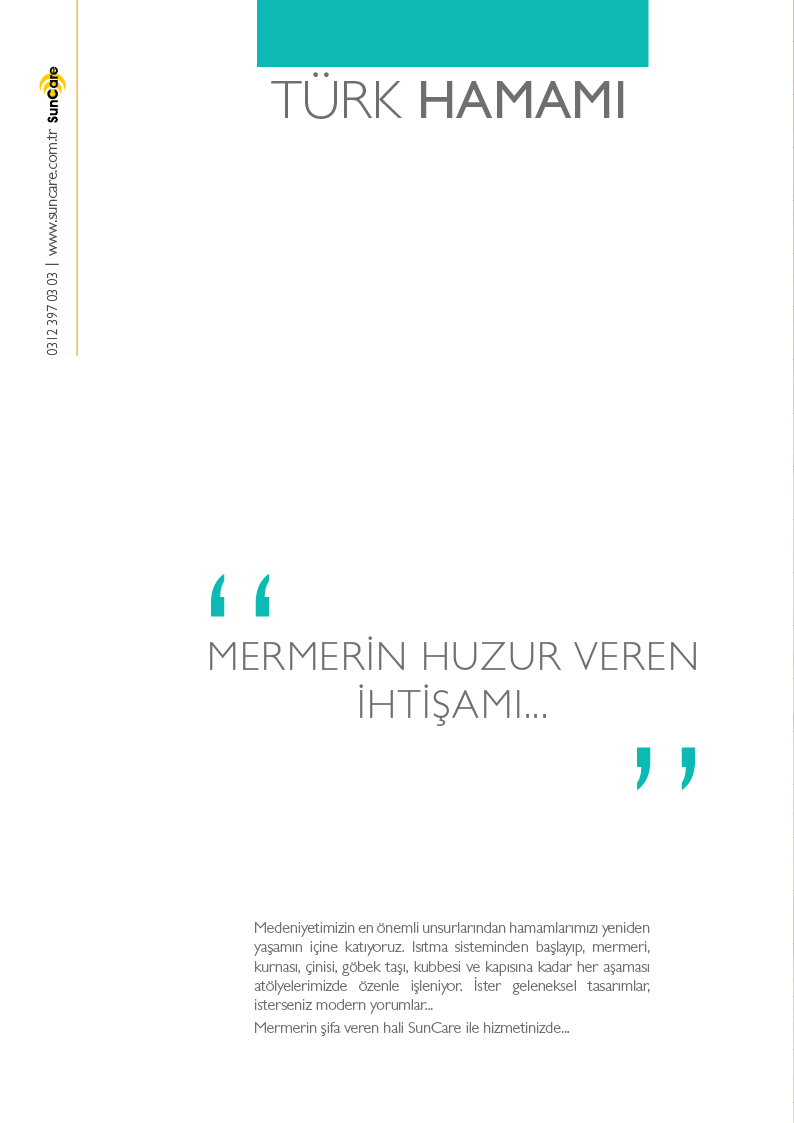 TÜRK HAMAMI
SunCare
0312 397 03 03 | www.suncare.com.tr
“
MERMERİN HUZUR VEREN
İHTİŞAMI...
”
Medeniyetimizin en önemli unsurlarından hamamlarımızı yeniden
yaşamın içine katıyoruz. Isıtma sisteminden başlayıp, mermeri,
kurnası, çinisi, göbek taşı, kubbesi ve kapısına kadar her aşaması
atölyelerimizde özenle işleniyor. İster geleneksel tasarımlar,
isterseniz modern yorumlar...
Mermerin şifa veren hali SunCare ile hizmetinizde...